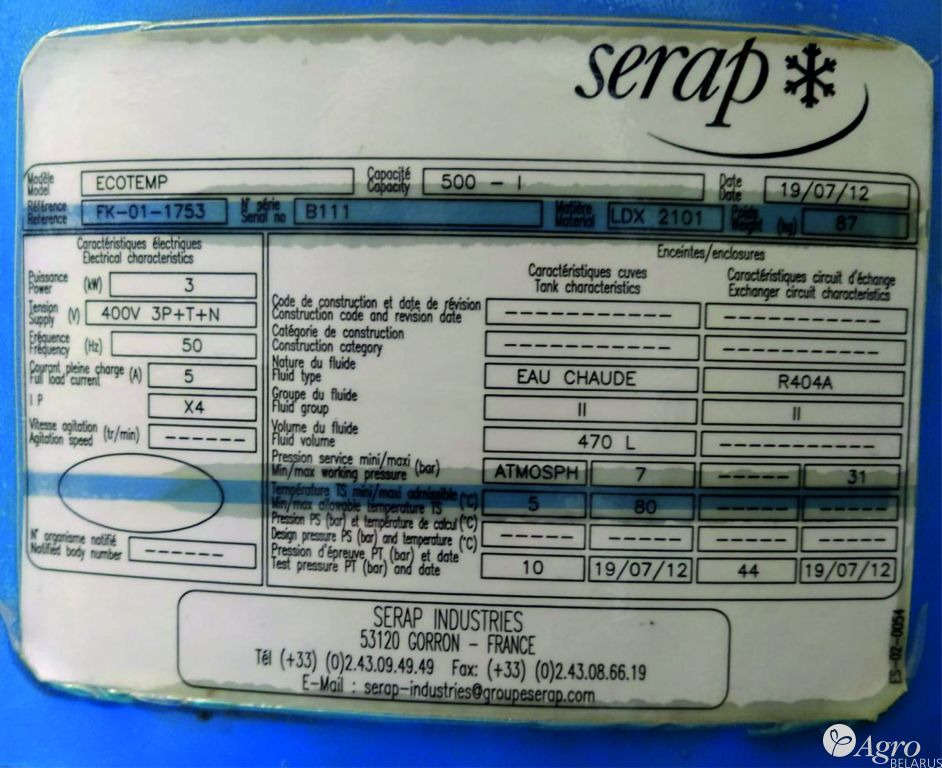 serap
Modèle
Model
ECOTEMP
Capacité
Capacity
500 - l
Date
Date
19/07/12
Référence
Reference
FK-01-1753
N° série
Serial no
B111
Matière
Material
LDX 2101
Poids
Weight (kg)
87
Caractéristiques électriques
Electrical characteristics
Puissance
Power (kW)
3
Tension
Supply (V)
400V 3P+T+N
Fréquence
Frequency (Hz)
50
Courant pleine charge (A)
Full load current
5
I P
X4
Vitesse agitation (tr/min)
Agitation speed
------
N° organisme notifié
Notified body number
------
Enceintes/enclosures
Caractéristiques cuves
Tank characteristics
Caractéristiques circuit d'échange
Exchanger circuit characteristics
Code de construction et date de révision
Construction code and revision date
Catégorie de construction
Construction category
Nature du fluide
Fluid type
EAU CHAUDE R404A
Groupe du fluide
Fluid group
II II
Volume du fluide
Fluid volume
470 L
Pression service mini/maxi (bar)
Min/max working pressure
ATMOSPH 7 ----- 31
Température TS mini/maxi admissible (°C)
Min/max allowable temperature TS
5 80
Pression PS (bar) et température de calcul (°C)
Design pressure PS (bar) and temperature (°C)
Pression d'épreuve PT (bar) et date
Test pressure PT (bar) and date
10 19/07/12 44 19/07/12
SERAP INDUSTRIES
53120 GORRON - FRANCE
Tél (+33) (0)2.43.09.49.49 Fax: (+33) (0)2.43.08.66.19
E-Mail : serap-industries@groupeserap.com
ES-02-0054
Agro
BELARUS